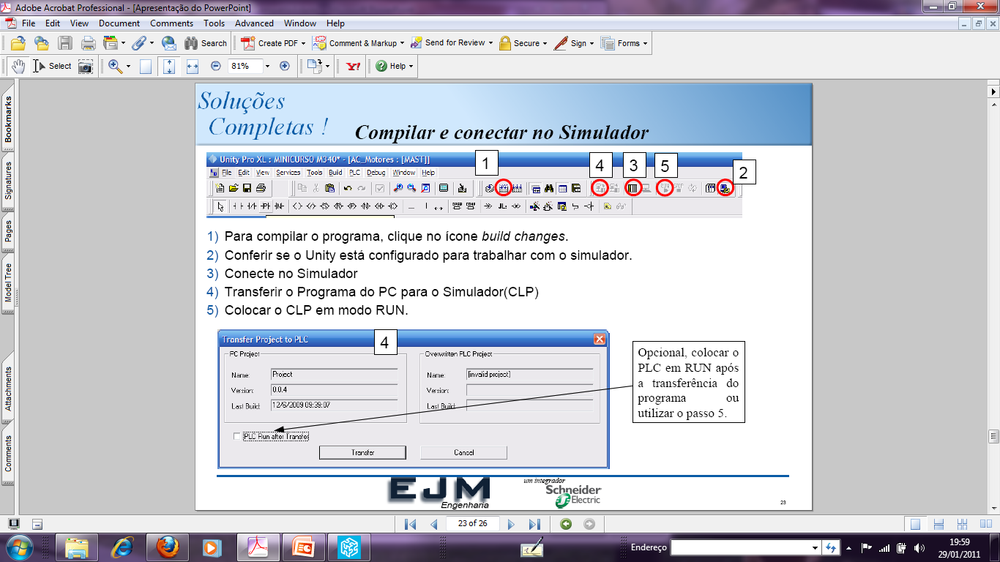 Adobe Acrobat Professional - [Apresentação do PowerPoint]
File Edit View Document Comments Tools Advanced Window Help
Search Create PDF Comment & Markup Send for Review Secure Sign Forms
Select 81% Y! Help
Bookmarks
Signatures
Pages
Model Tree
Attachments
Comments
Soluções
Completas !
Compilar e conectar no Simulador
Unity Pro XL : MINICURSO M340* - [AC_Motores : [MAST]]
1
4
3
5
2
File Edit View Services Tools Build PLC Debug Window Help
1) Para compilar o programa, clique no ícone build changes.
2) Conferir se o Unity está configurado para trabalhar com o simulador.
3) Conecte no Simulador
4) Transferir o Programa do PC para o Simulador(CLP)
5) Colocar o CLP em modo RUN.
Transfer Project to PLC
4
PC Project
Name: Project
Version: 0.0.4
Last Build: 12/6/2009 09:39:07
Overwritten PLC Project
Name: [invalid project]
Version:
Last Build:
PLC Run after Transfer
Transfer Cancel
Opcional, colocar o
PLC em RUN após
a transferência do
programa ou
utilizar o passo 5.
EJM
Engenharia
um integrador
Schneider
Electric
23
23 of 26
Endereço
19:59
29/01/2011